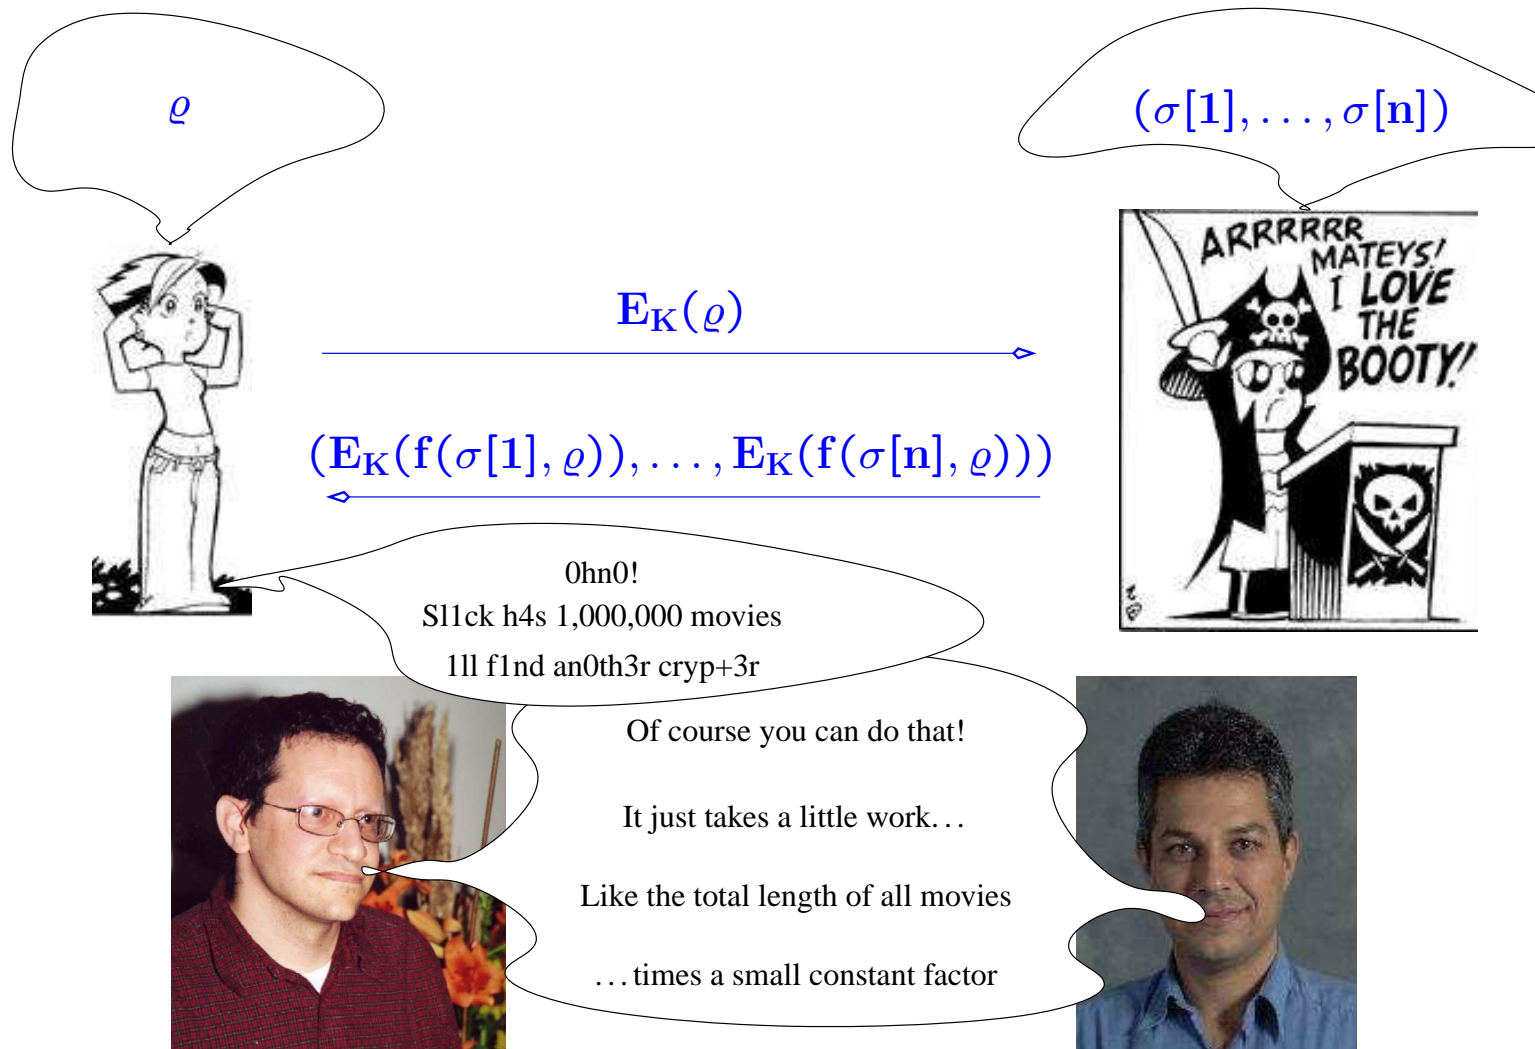 ϱ
(σ[1], . . . , σ[n])
ARRRRRR
MATEYS!
I LOVE
THE
BOOTY!
E_K(ϱ)
(E_K(f(σ[1], ϱ)), . . . , E_K(f(σ[n], ϱ)))
0hn0!
Sl1ck h4s 1,000,000 movies
1ll f1nd an0th3r cryp+3r
Of course you can do that!
It just takes a little work. . .
Like the total length of all movies
. . . times a small constant factor